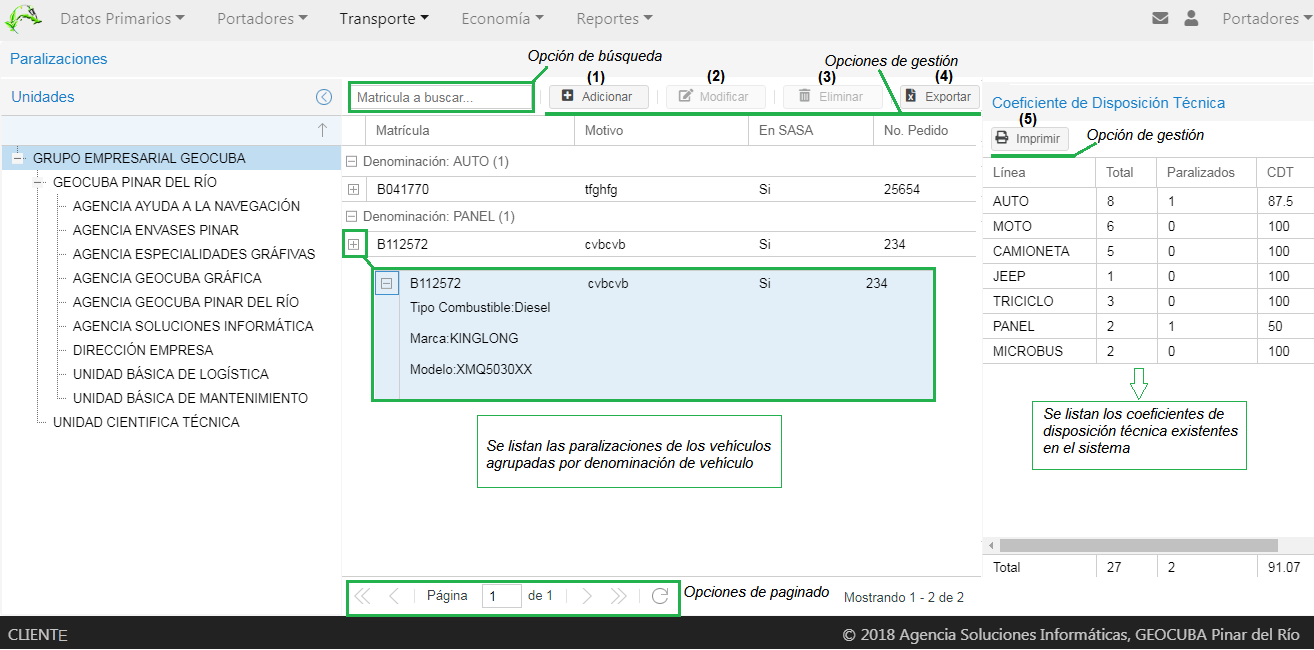 Datos Primarios Portadores Transporte Economía Reportes Portadores
Paralizaciones
Unidades
GRUPO EMPRESARIAL GEOCUBA
GEOCUBA PINAR DEL RÍO
AGENCIA AYUDA A LA NAVEGACIÓN
AGENCIA ENVASES PINAR
AGENCIA ESPECIALIDADES GRÁFIVAS
AGENCIA GEOCUBA GRÁFICA
AGENCIA GEOCUBA PINAR DEL RÍO
AGENCIA SOLUCIONES INFORMÁTICA
DIRECCIÓN EMPRESA
UNIDAD BÁSICA DE LOGÍSTICA
UNIDAD BÁSICA DE MANTENIMIENTO
UNIDAD CIENTIFICA TÉCNICA
Opción de búsqueda
Opciones de gestión
(1) (2) (3) (4)
Matricula a buscar... Adicionar Modificar Eliminar Exportar
Matrícula Motivo En SASA No. Pedido
Denominación: AUTO (1)
B041770 tfghfg Si 25654
Denominación: PANEL (1)
B112572 cvbcvb Si 234
B112572 cvbcvb Si 234
Tipo Combustible:Diesel
Marca:KINGLONG
Modelo:XMQ5030XX
Se listan las paralizaciones de los vehículos
agrupadas por denominación de vehículo
Página 1 de 1
Opciones de paginado
Mostrando 1 - 2 de 2
Coeficiente de Disposición Técnica
(5)
Imprimir
Opción de gestión
Línea Total Paralizados CDT
AUTO 8 1 87.5
MOTO 6 0 100
CAMIONETA 5 0 100
JEEP 1 0 100
TRICICLO 3 0 100
PANEL 2 1 50
MICROBUS 2 0 100
Se listan los coeficientes de
disposición técnica existentes
en el sistema
Total 27 2 91.07
CLIENTE
© 2018 Agencia Soluciones Informáticas, GEOCUBA Pinar del Río